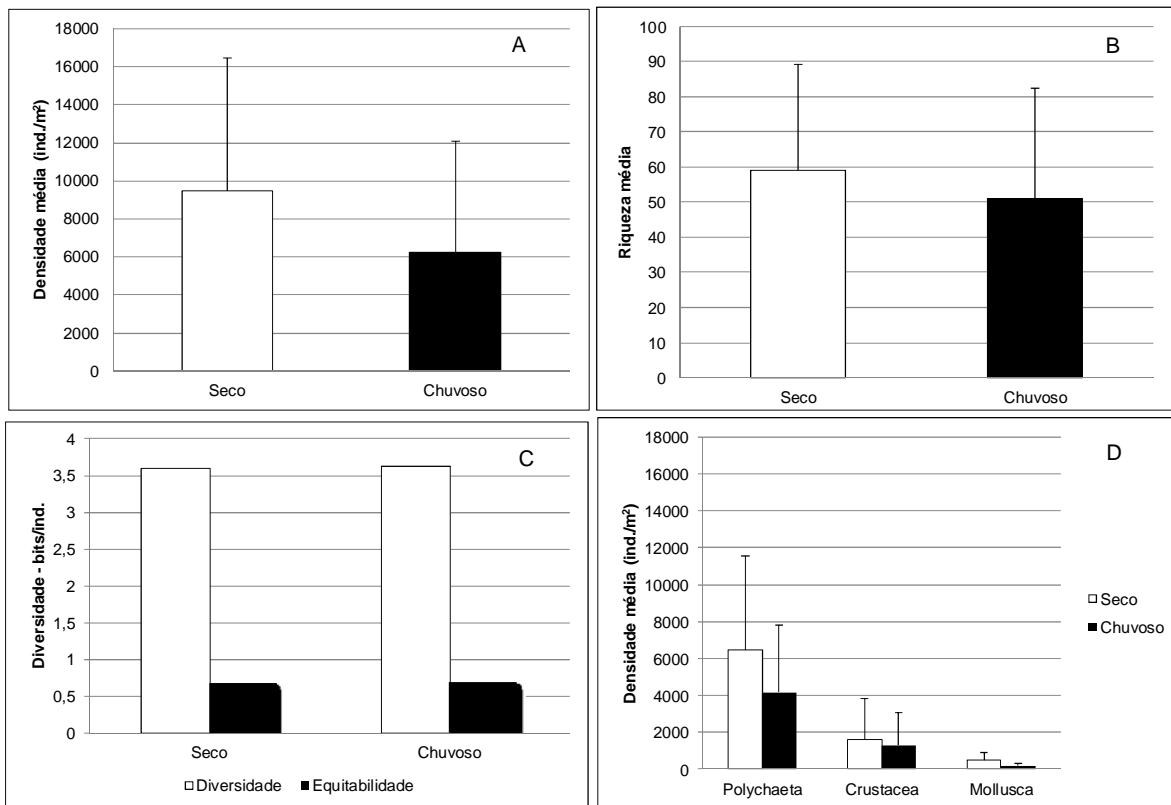 A
Densidade média (ind./m²)
18000
16000
14000
12000
10000
8000
6000
4000
2000
0
Seco
Chuvoso
B
Riqueza média
100
90
80
70
60
50
40
30
20
10
0
Seco
Chuvoso
C
Diversidade - bits/ind.
4
3,5
3
2,5
2
1,5
1
0,5
0
Seco
Chuvoso
Diversidade
Equitabilidade
D
Densidade média (ind./m²)
18000
16000
14000
12000
10000
8000
6000
4000
2000
0
Polychaeta
Crustacea
Mollusca
Seco
Chuvoso